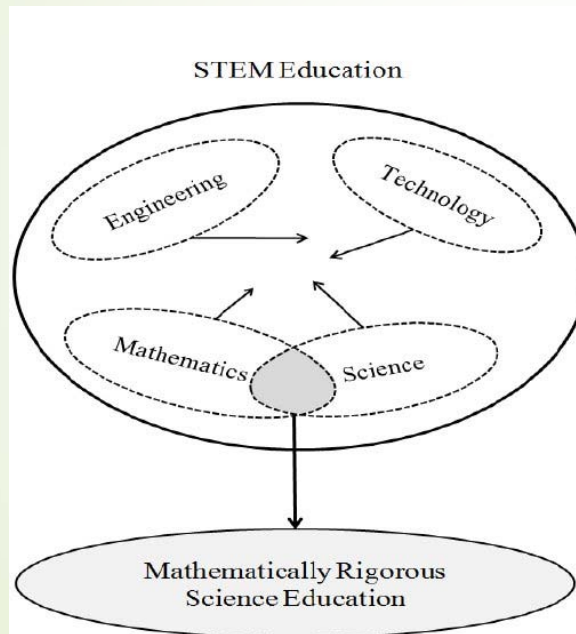 STEM Education
Engineering
Technology
Mathematics
Science
Mathematically Rigorous
Science Education